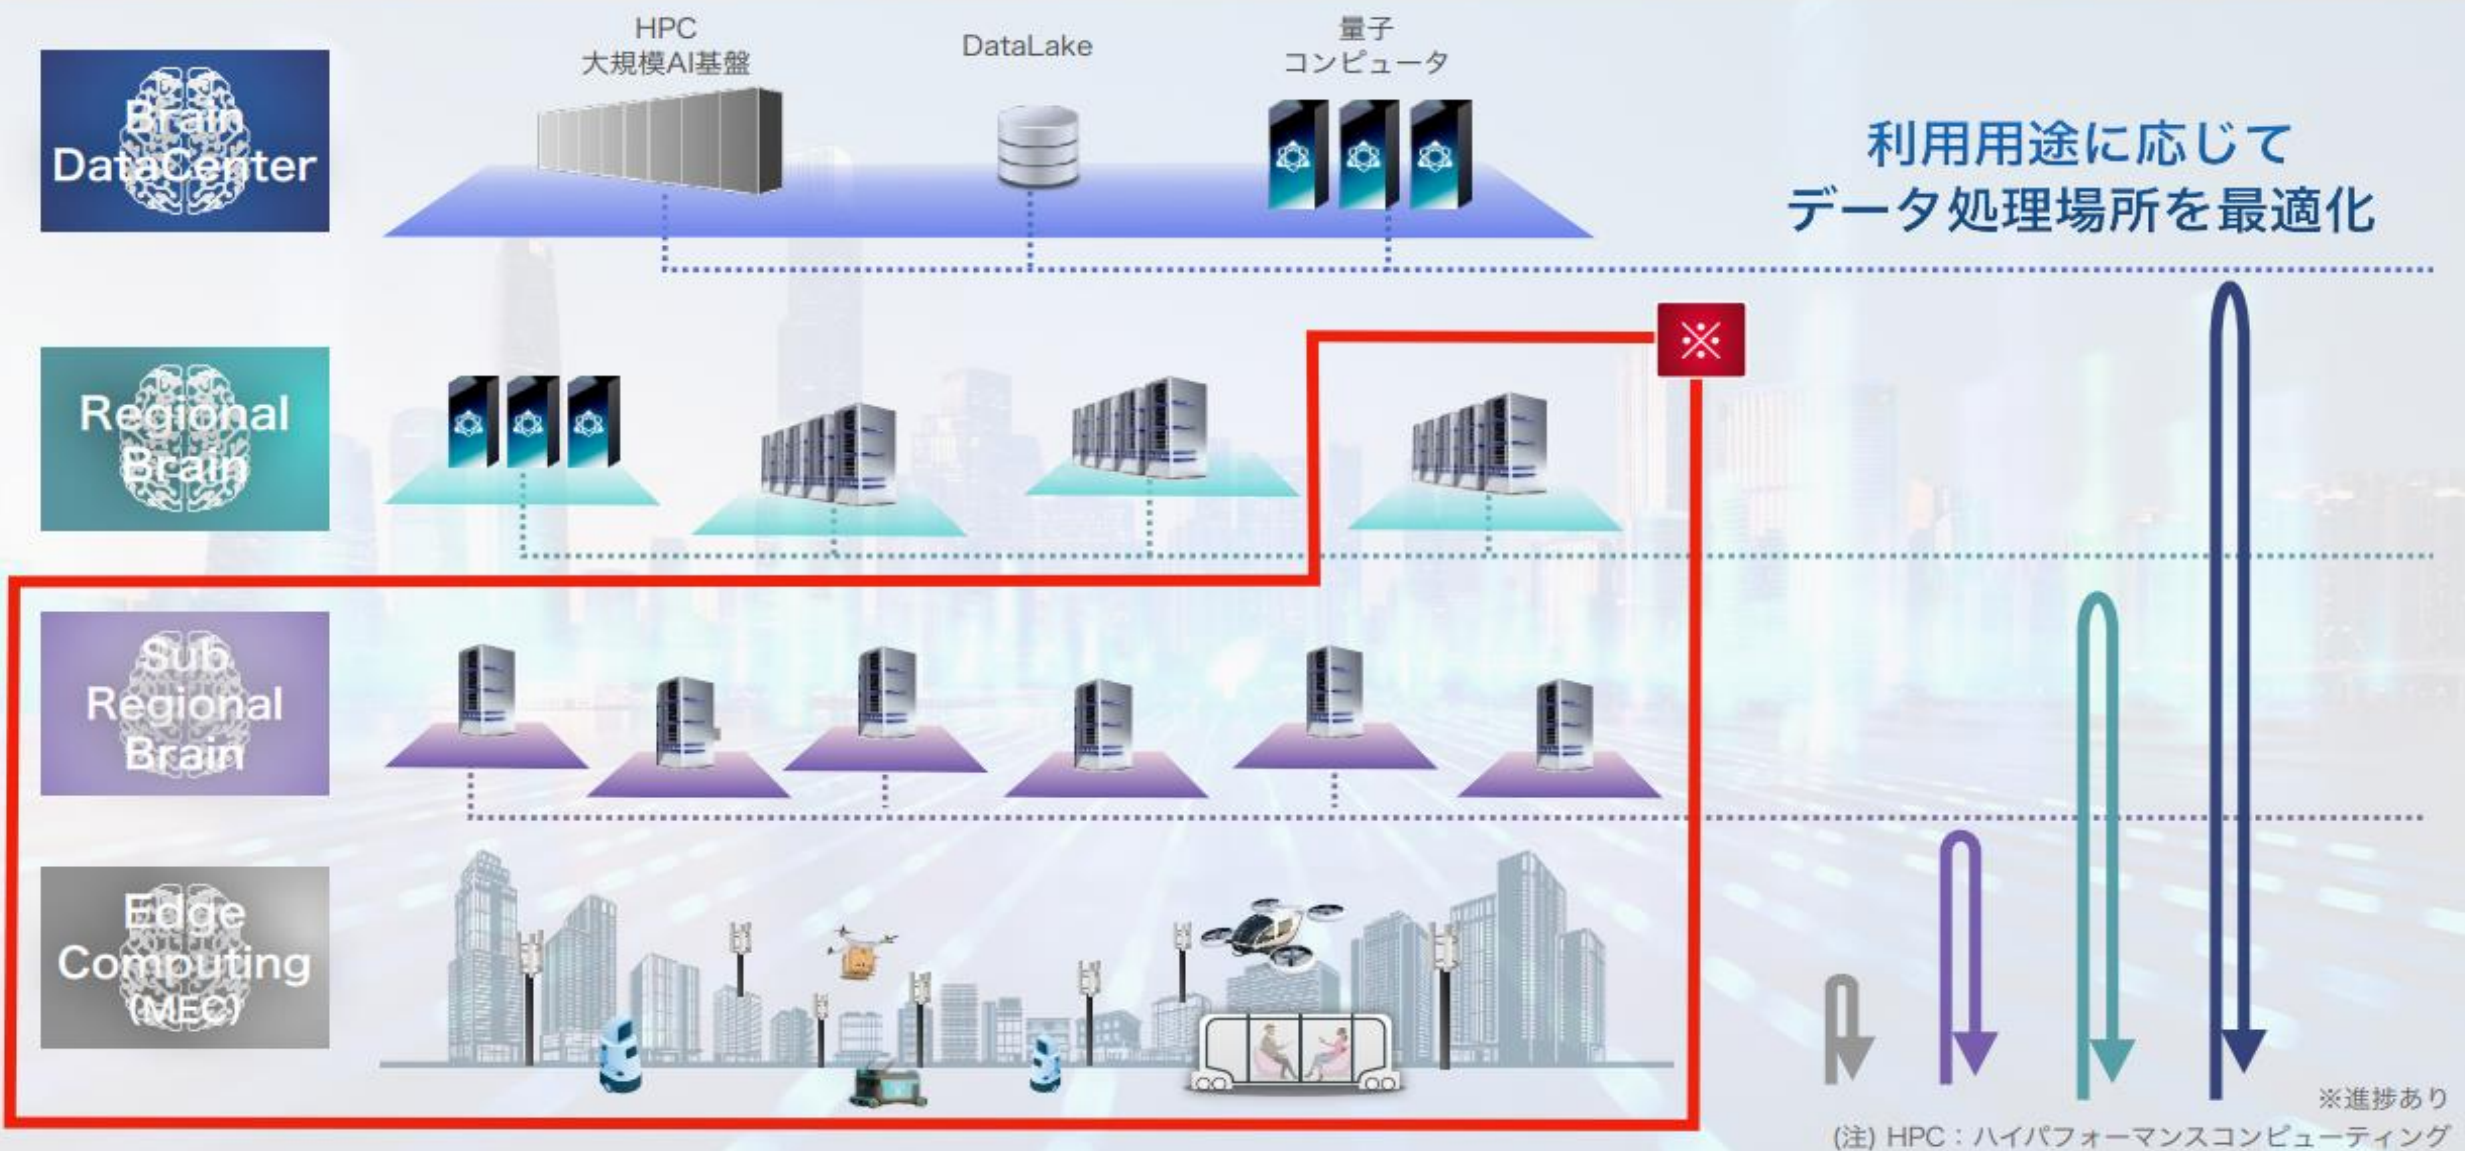 Brain
DataCenter
HPC
大規模AI基盤
DataLake
量子
コンピュータ
利用用途に応じて
データ処理場所を最適化
※
Regional
Brain
Sub
Regional
Brain
Edge
Computing
(MEC)
※進捗あり
(注) HPC：ハイパフォーマンスコンピューティング